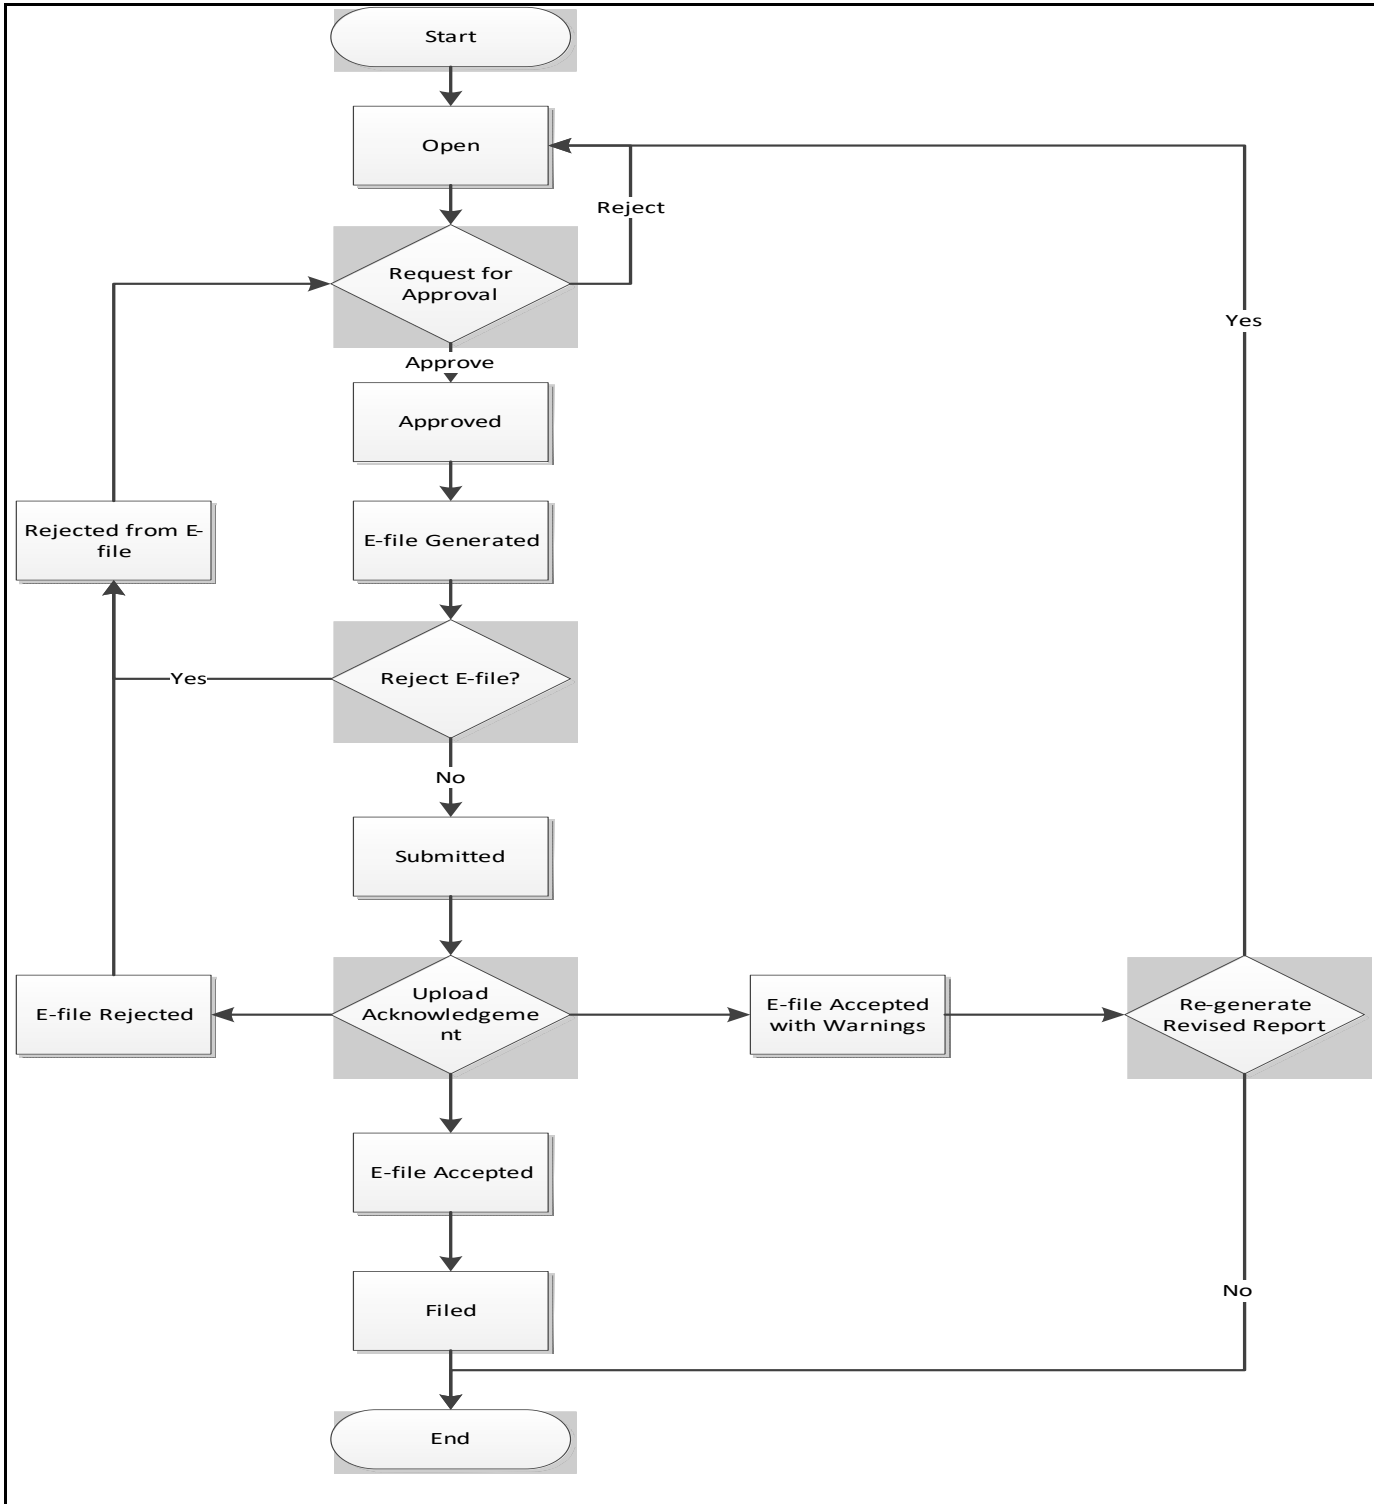 Start
Open
Reject
Request for
Approval
Yes
Approve
Approved
Rejected from E-
file
E-file Generated
Yes
Reject E-file?
No
Submitted
E-file Rejected
Upload
Acknowledgeme
nt
E-file Accepted
with Warnings
Re-generate
Revised Report
E-file Accepted
Filed
No
End